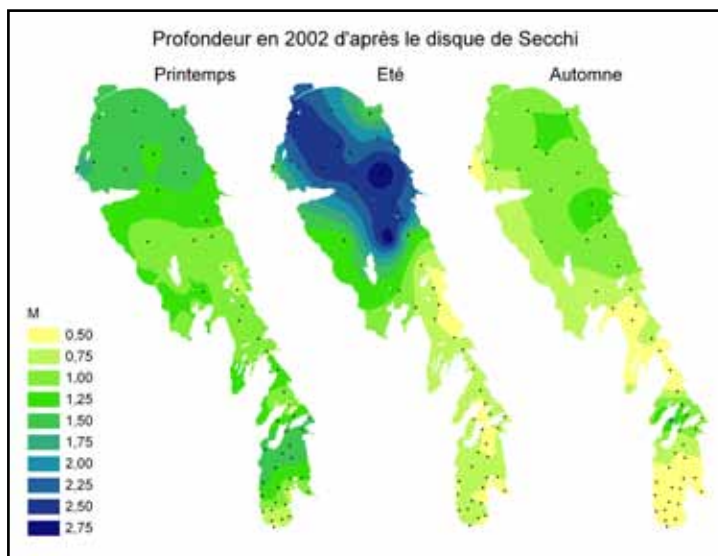 Profondeur en 2002 d'après le disque de Secchi
Printemps
Eté
Automne
M
0,50
0,75
1,00
1,25
1,50
1,75
2,00
2,25
2,50
2,75